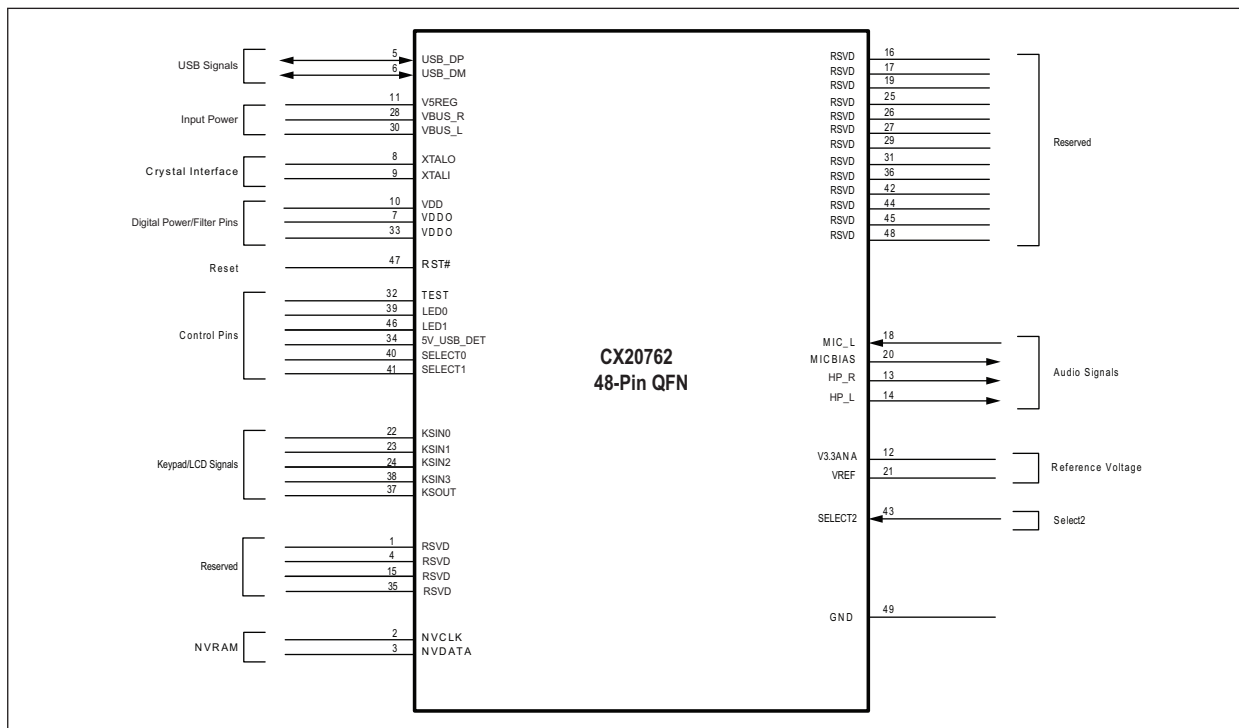 USB Signals
5 USB_DP
6 USB_DM
Input Power
11 V5REG
28 VBUS_R
30 VBUS_L
Crystal Interface
8 XTALO
9 XTALI
Digital Power/Filter Pins
10 VDD
7 VDDO
33 VDDO
Reset
47 RST#
Control Pins
32 TEST
39 LED0
46 LED1
34 5V_USB_DET
40 SELECT0
41 SELECT1
Keypad/LCD Signals
22 KSIN0
23 KSIN1
24 KSIN2
38 KSIN3
37 KSOUT
Reserved
1 RSVD
4 RSVD
15 RSVD
35 RSVD
NVRAM
2 NVCLK
3 NVDATA
CX20762
48-Pin QFN
RSVD 16
RSVD 17
RSVD 19
RSVD 25
RSVD 26
RSVD 27
RSVD 29
RSVD 31
RSVD 36
RSVD 42
RSVD 44
RSVD 45
RSVD 48
Reserved
MIC_L 18
MICBIAS 20
HP_R 13
HP_L 14
Audio Signals
V3.3ANA 12
VREF 21
Reference Voltage
SELECT2 43
Select2
GND 49